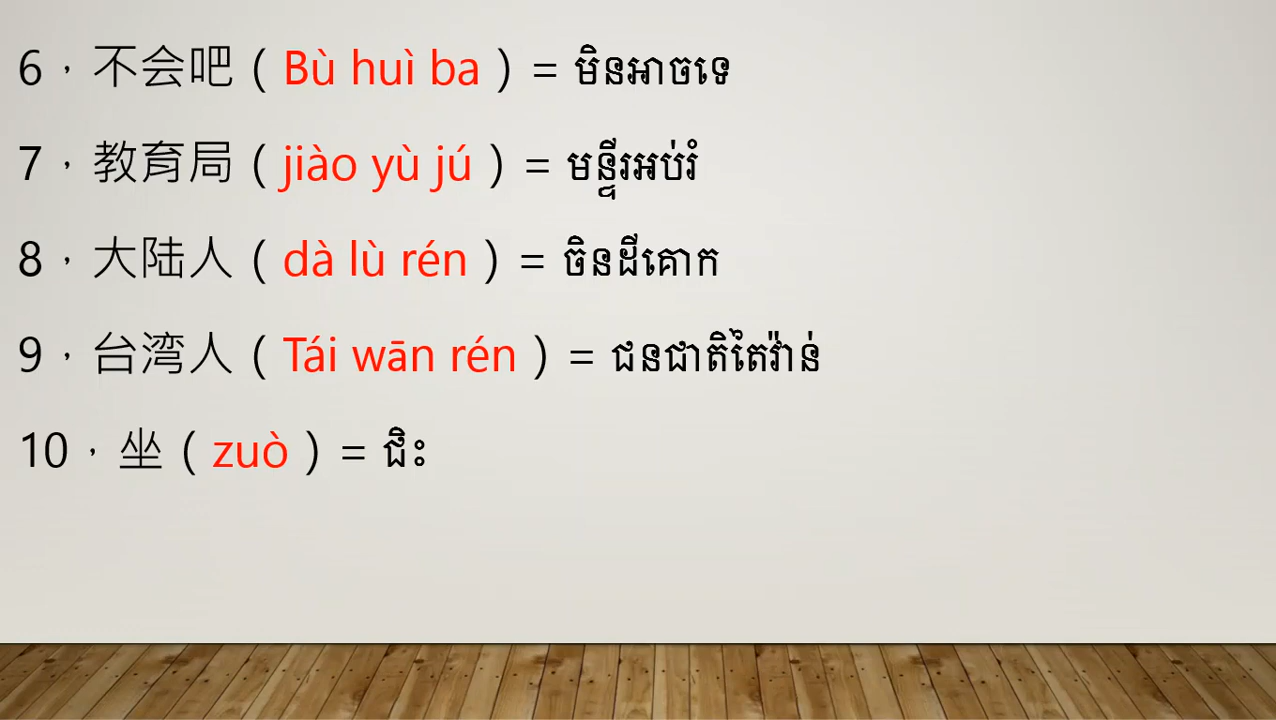 6，不会吧（Bù huì ba）= មិនអាចទេ
7，教育局（jiào yù jú）= មន្ទីរអប់រំ
8，大陆人（dà lù rén）= ចិនដីគោក
9，台湾人（Tái wān rén）= ជនជាតិតៃវ៉ាន់
10，坐（zuò）= ជិះ